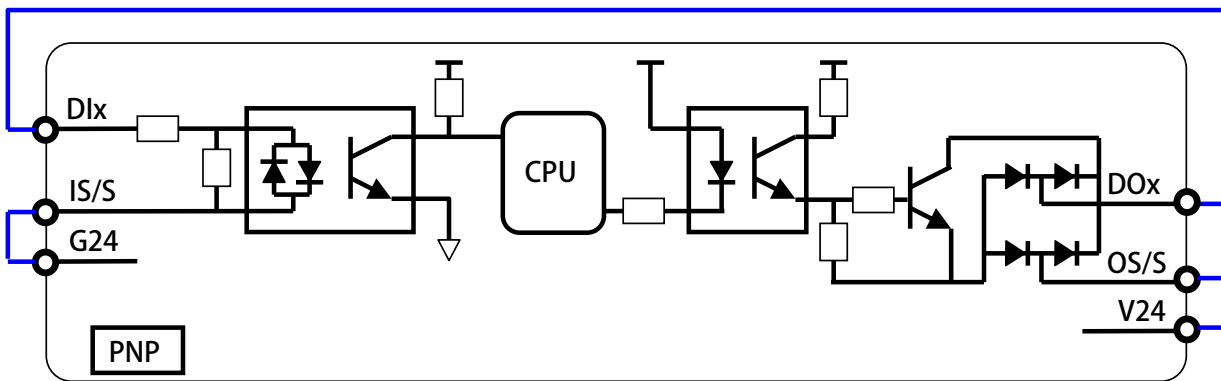 DIx
IS/S
G24
CPU
DOx
OS/S
V24
PNP